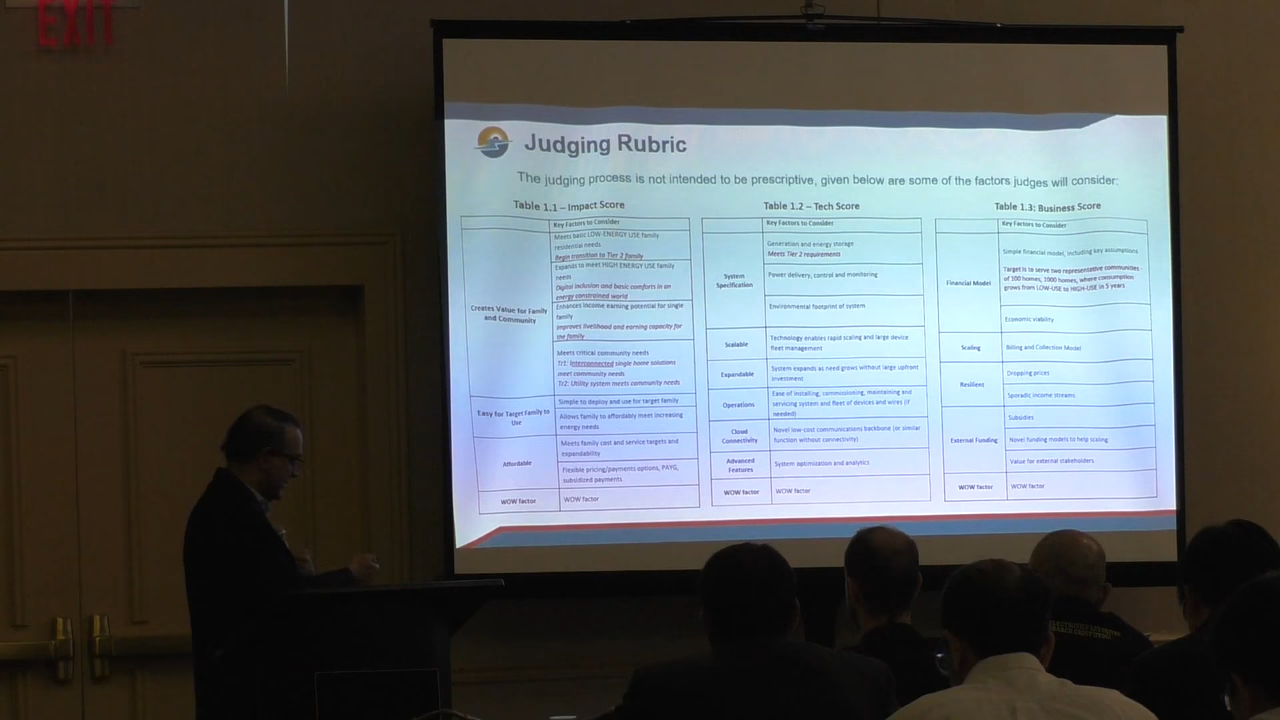 EXIT
Judging Rubric
The judging process is not intended to be prescriptive, given below are some of the factors judges will consider:
Table 1.1 – Impact Score
Key Factors to Consider
Creates Value for Family
and Community
Meets basic LOW-ENERGY USE family
residential needs
Begin transition to Tier 2 family
Expands to meet HIGH ENERGY USE family
needs
Digital inclusion and basic comforts in an
energy constrained world
Enhances income earning potential for single
family
Improves livelihood and earning capacity for
the family
Meets critical community needs
Tr1: Interconnected single home solutions
meet community needs
Tr2: Utility system meets community needs
Easy for Target Family to
Use
Simple to deploy and use for target family
Allows family to affordably meet increasing
energy needs
Affordable
Meets family cost and service targets and
expandability
Flexible pricing/payments options, PAYG,
subsidized payments
WOW factor
WOW factor
Table 1.2 – Tech Score
Key Factors to Consider
System
Specification
Generation and energy storage
Meets Tier 2 requirements
Power delivery, control and monitoring
Environmental footprint of system
Scalable
Technology enables rapid scaling and large device
fleet management
Expandable
System expands as need grows without large upfront
investment
Operations
Ease of installing, commissioning, maintaining and
servicing system and fleet of devices and wires (if
needed)
Cloud
Connectivity
Novel low-cost communications backbone (or similar
function without connectivity)
Advanced
Features
System optimization and analytics
WOW factor
WOW factor
Table 1.3: Business Score
Key Factors to Consider
Financial Model
Simple financial model, including key assumptions
Target is to serve two representative communities
of 100 homes, 1000 homes, where consumption
grows from LOW-USE to HIGH-USE in 5 years
Economic viability
Scaling
Billing and Collection Model
Resilient
Dropping prices
Sporadic income streams
External Funding
Subsidies
Novel funding models to help scaling
Value for external stakeholders
WOW factor
WOW factor